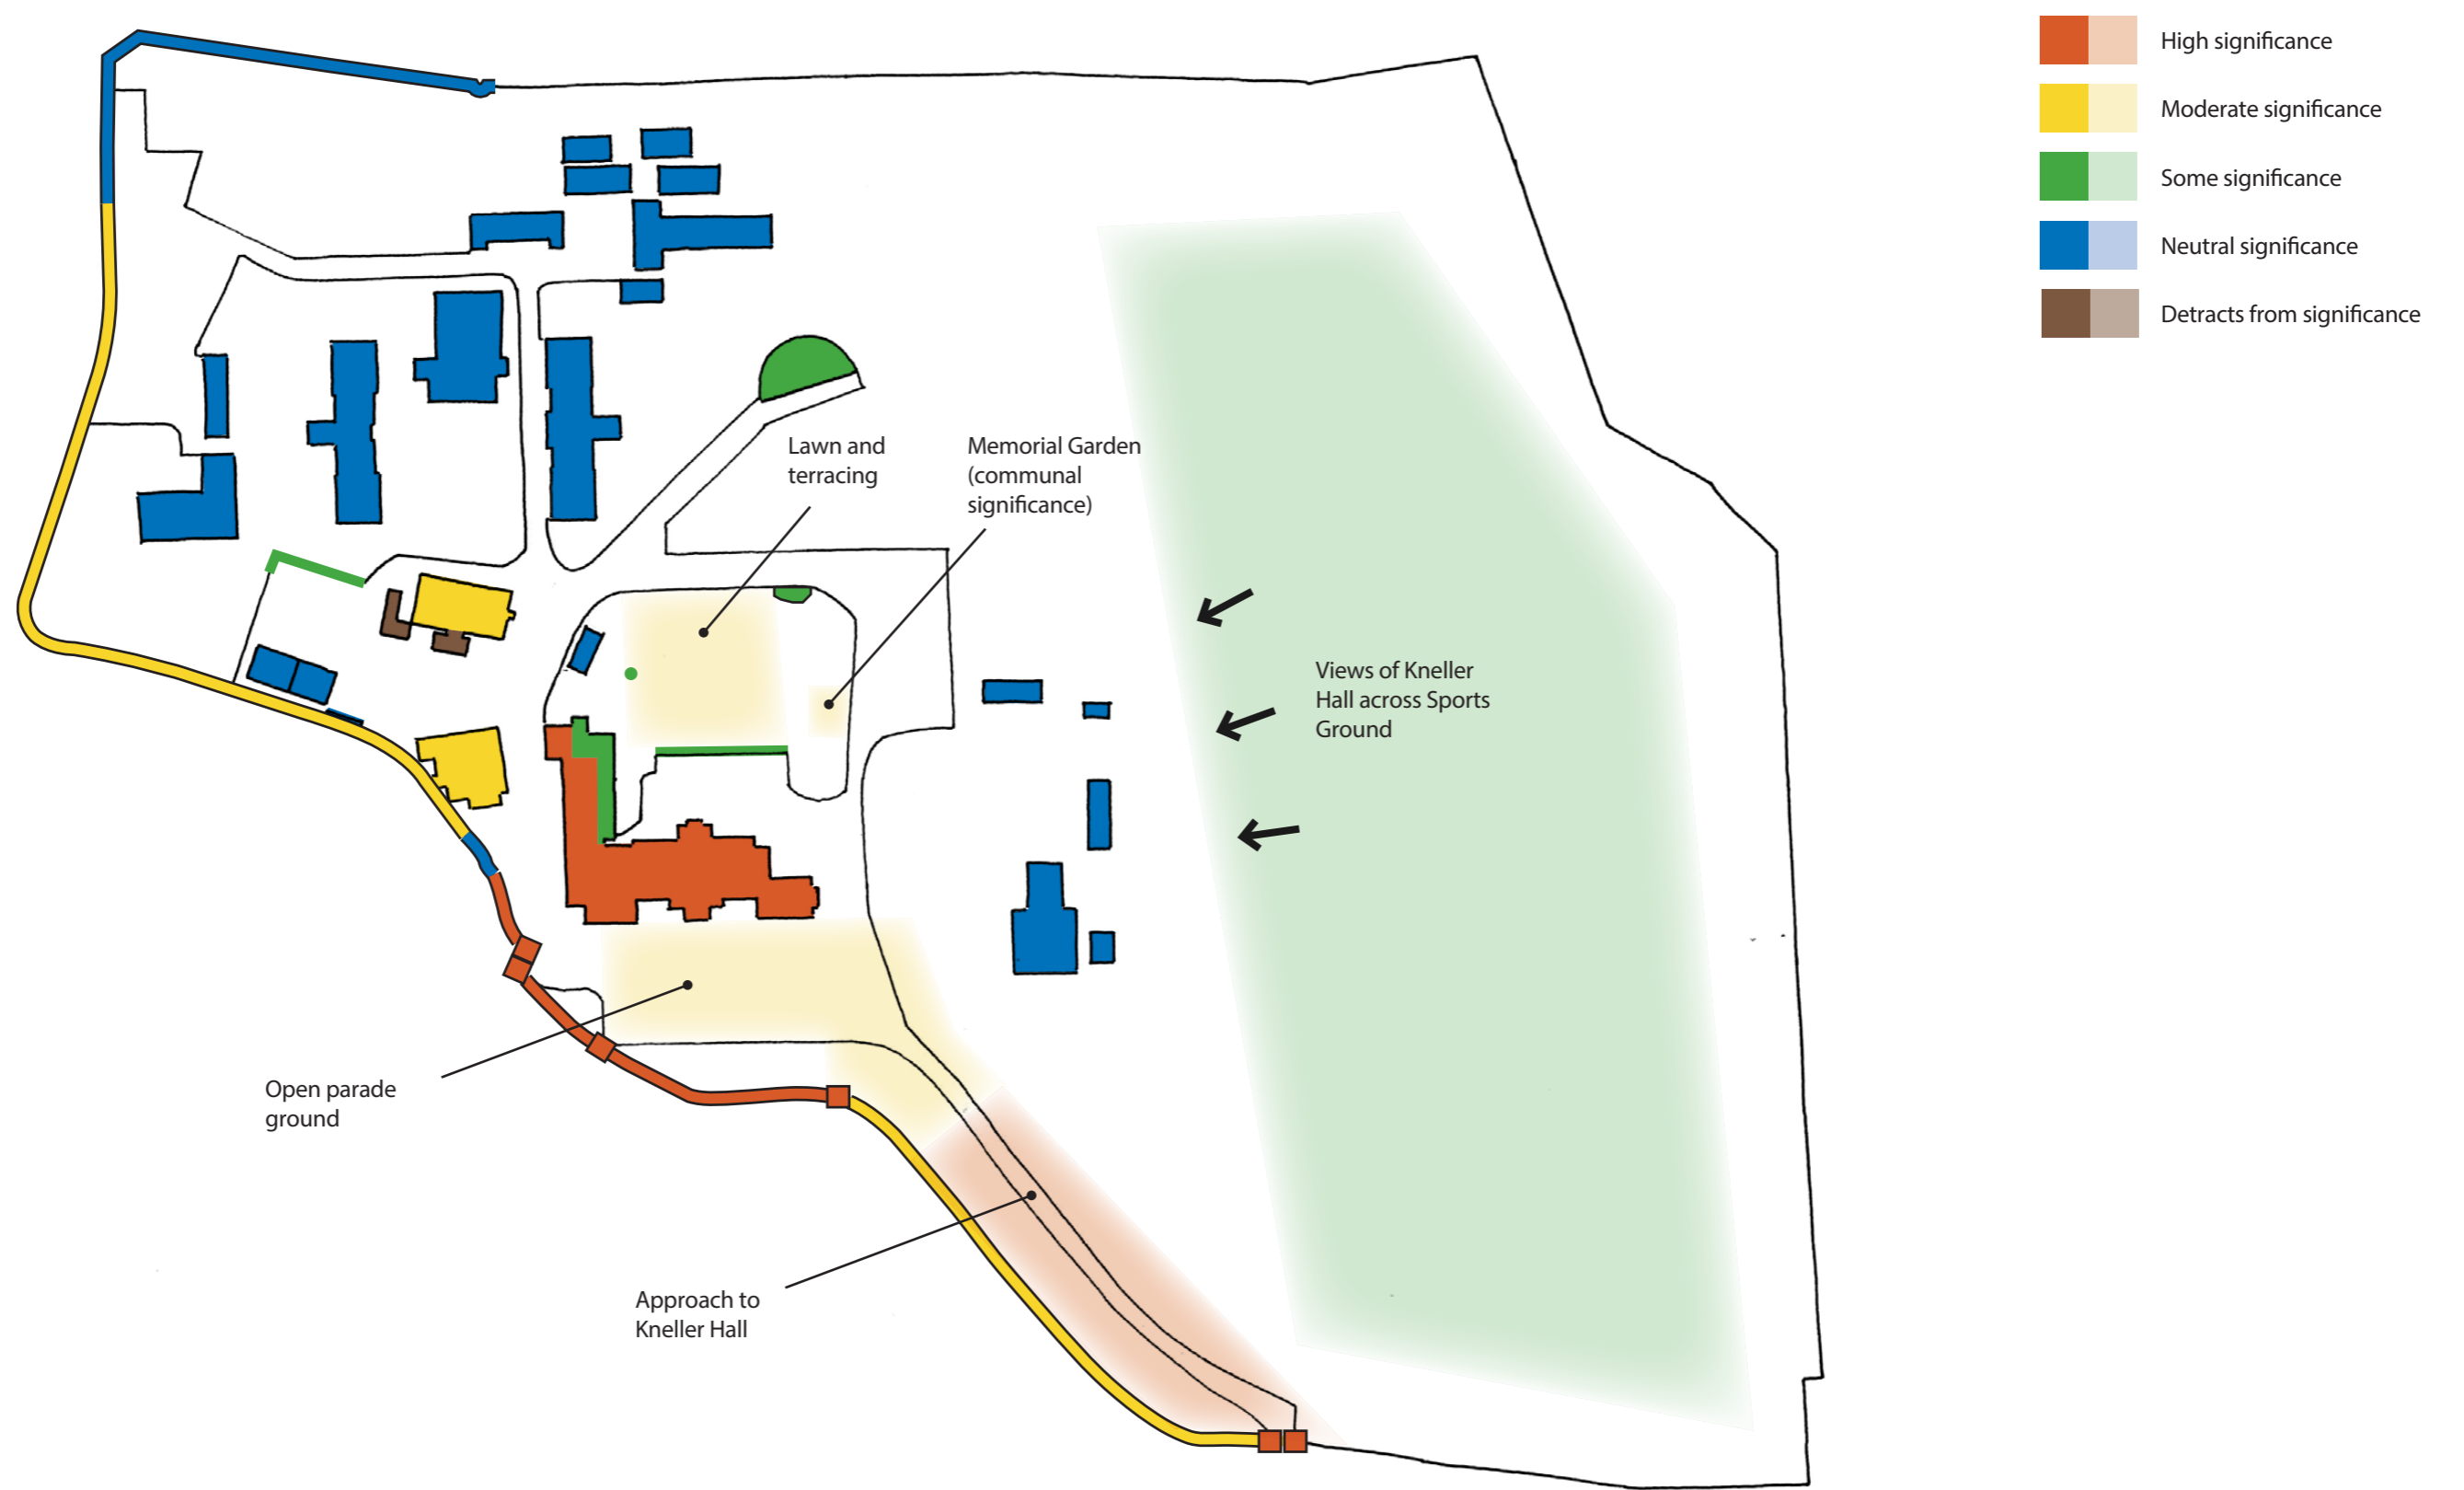 High significance
Moderate significance
Some significance
Neutral significance
Detracts from significance
Lawn and
terracing
Memorial Garden
(communal
significance)
Views of Kneller
Hall across Sports
Ground
Open parade
ground
Approach to
Kneller Hall